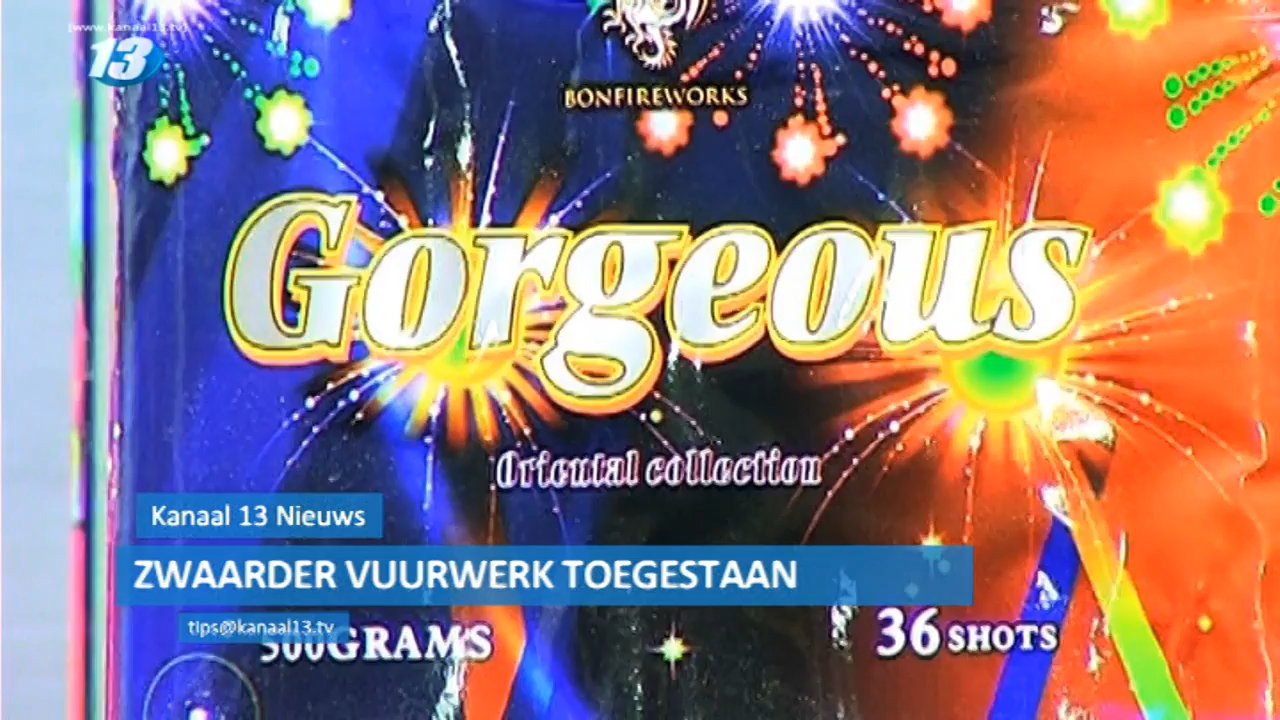 [www.kanaal13.tv]
13
BONFIREWORKS
Gorgeous
Oriental collection
Kanaal 13 Nieuws
ZWAARDER VUURWERK TOEGESTAAN
tips@kanaal13.tv
500GRAMS
36 SHOTS